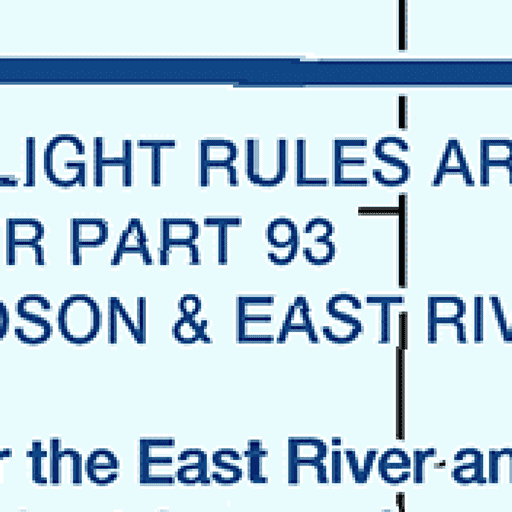 LIGHT RULES AR
R PART 93
DSON & EAST RIV
r the East River an